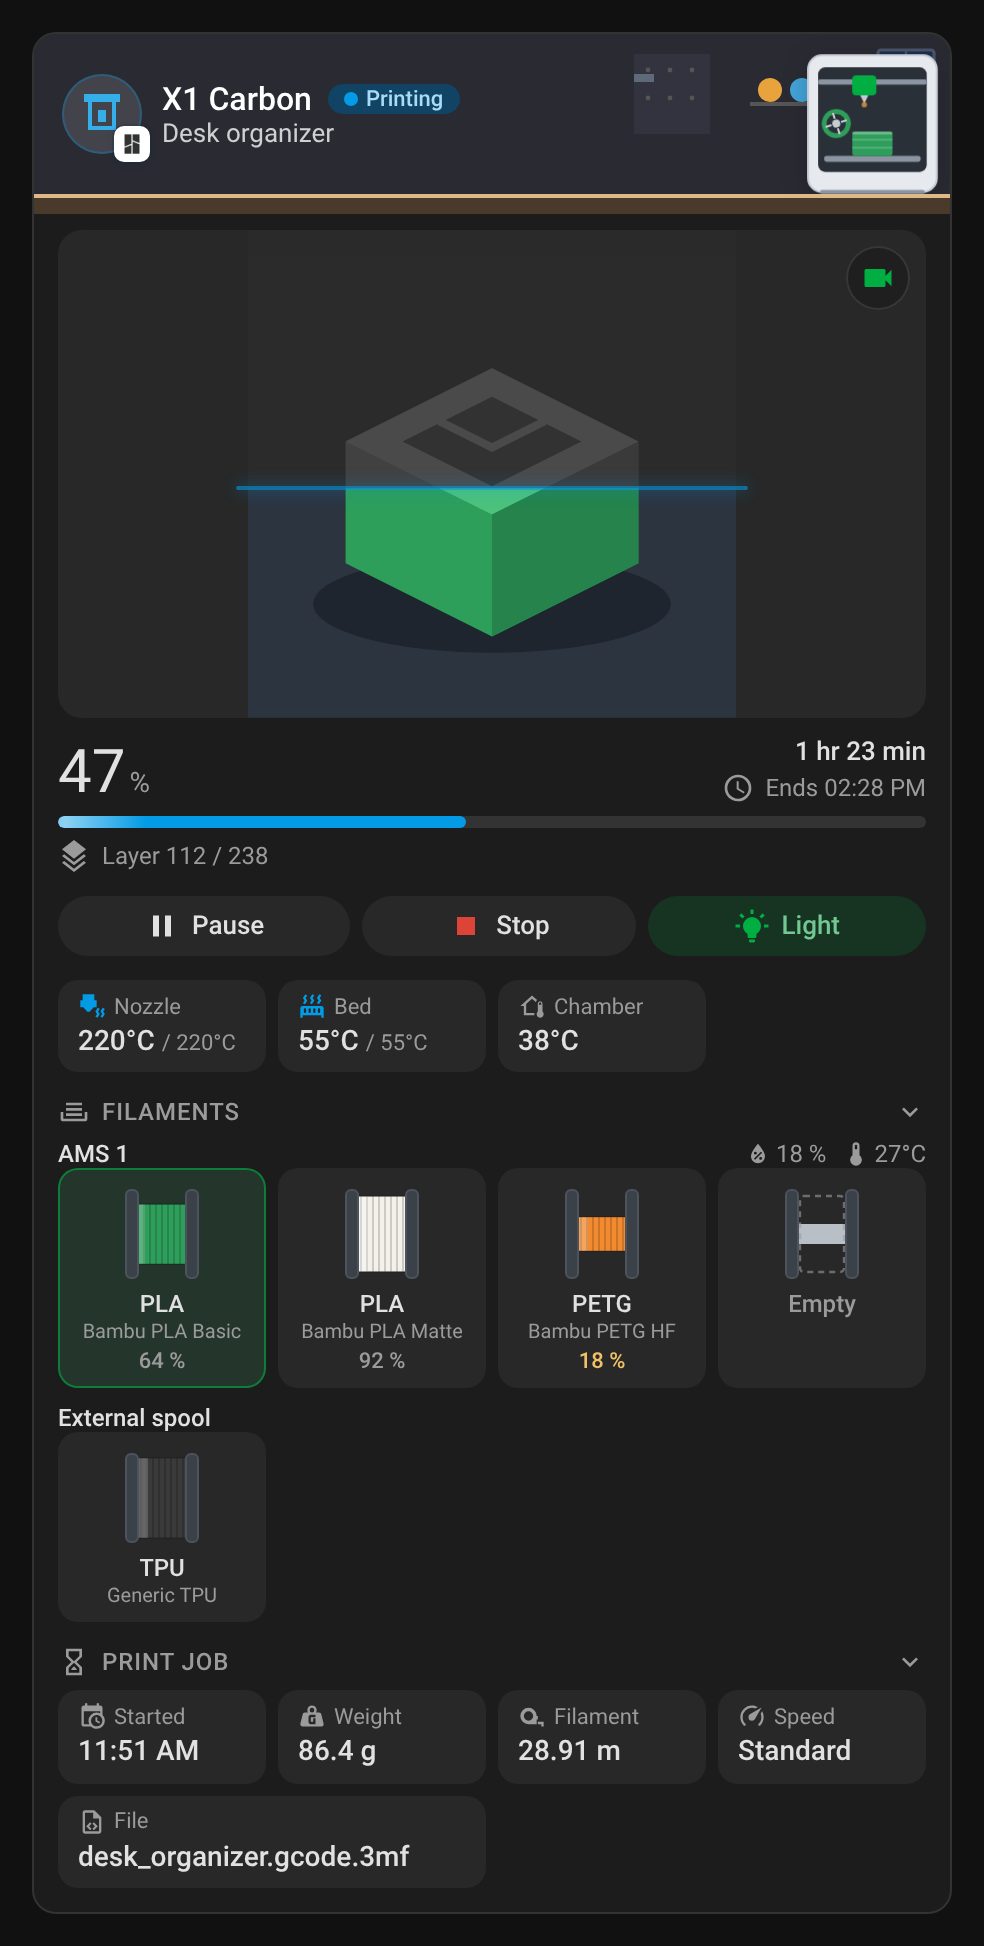 X1 Carbon
Printing
Desk organizer
47 %
1 hr 23 min
Ends 02:28 PM
Layer 112 / 238
Pause
Stop
Light
Nozzle
220°C / 220°C
Bed
55°C / 55°C
Chamber
38°C
FILAMENTS
AMS 1
18 %
27°C
PLA
Bambu PLA Basic
64 %
PLA
Bambu PLA Matte
92 %
PETG
Bambu PETG HF
18 %
Empty
External spool
TPU
Generic TPU
PRINT JOB
Started
11:51 AM
Weight
86.4 g
Filament
28.91 m
Speed
Standard
File
desk_organizer.gcode.3mf